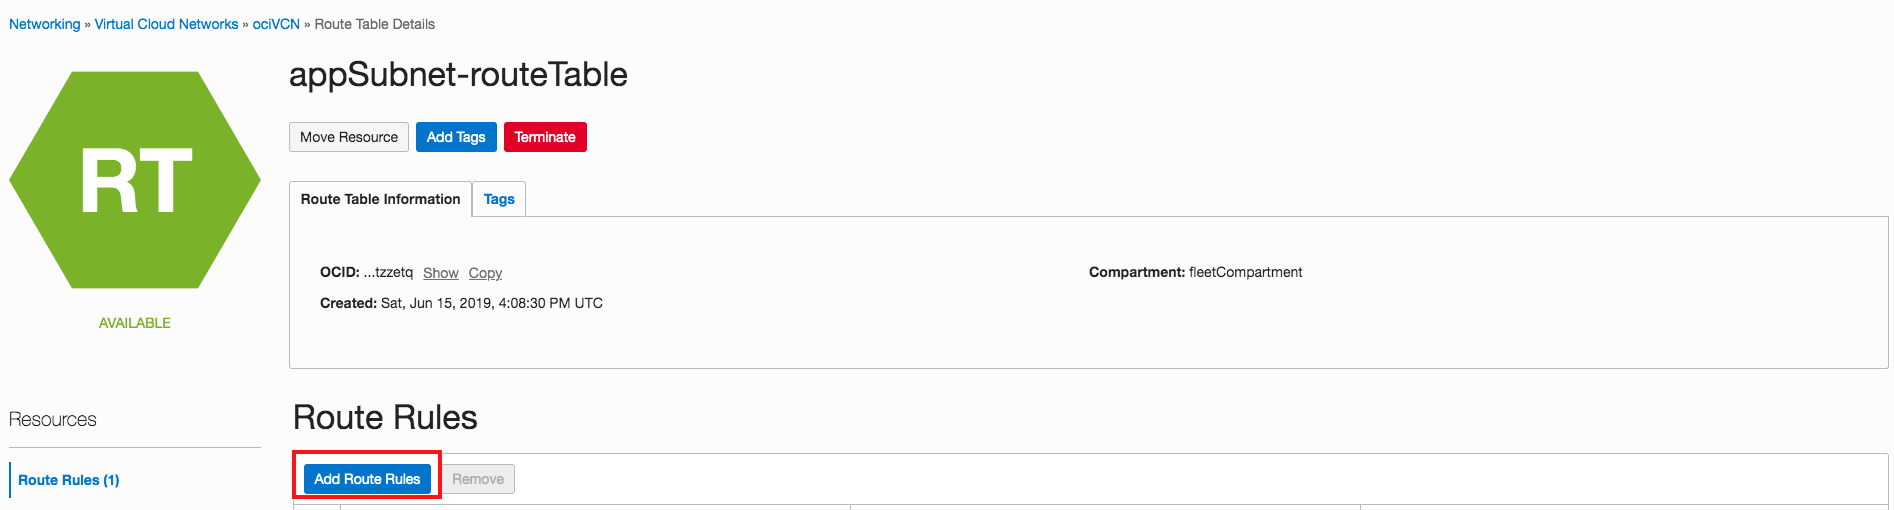 Networking » Virtual Cloud Networks » ociVCN » Route Table Details
RT
AVAILABLE
appSubnet-routeTable
Move Resource Add Tags Terminate
Route Table Information Tags
OCID: ...tzzetq Show Copy
Compartment: fleetCompartment
Created: Sat, Jun 15, 2019, 4:08:30 PM UTC
Resources
Route Rules (1)
Route Rules
Add Route Rules Remove